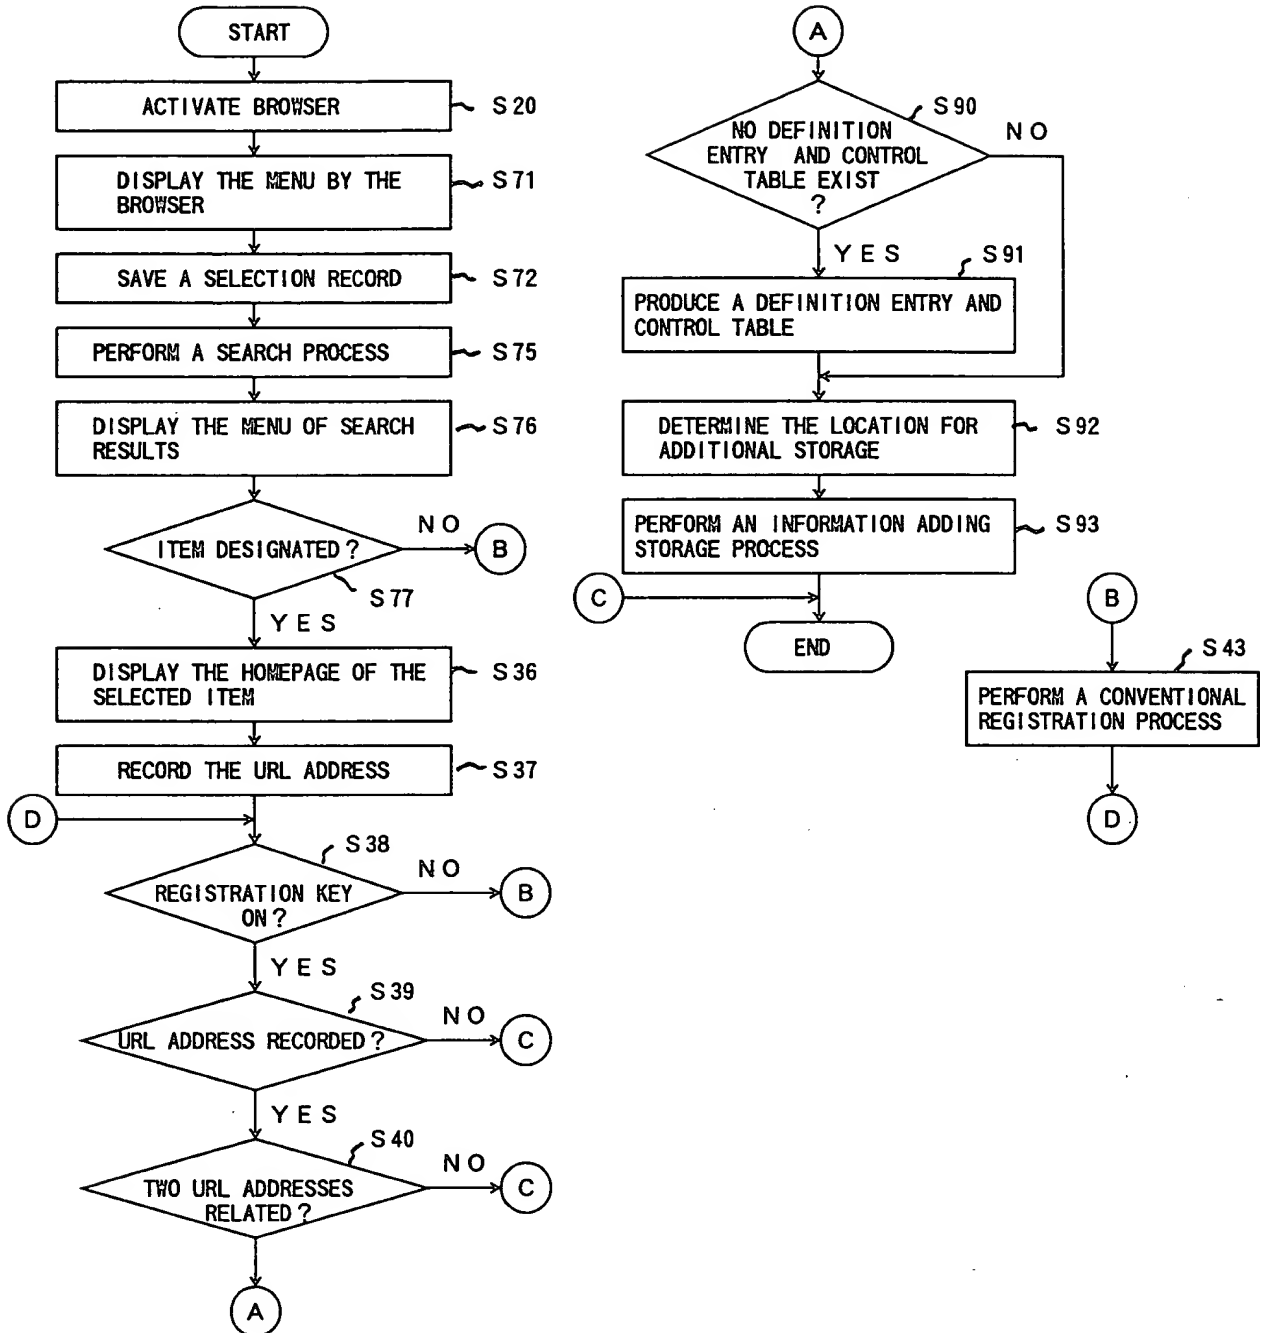 START
ACTIVATE BROWSER
S20
DISPLAY THE MENU BY THE
BROWSER
S71
SAVE A SELECTION RECORD
S72
PERFORM A SEARCH PROCESS
S75
DISPLAY THE MENU OF SEARCH
RESULTS
S76
ITEM DESIGNATED?
NO
B
S77
YES
DISPLAY THE HOMEPAGE OF THE
SELECTED ITEM
S36
RECORD THE URL ADDRESS
S37
D
S38
REGISTRATION KEY
ON?
NO
B
YES
S39
URL ADDRESS RECORDED?
NO
C
YES
S40
TWO URL ADDRESSES
RELATED?
NO
C
A
A
S90
NO DEFINITION
ENTRY AND CONTROL
TABLE EXIST
?
NO
YES
S91
PRODUCE A DEFINITION ENTRY AND
CONTROL TABLE
DETERMINE THE LOCATION FOR
ADDITIONAL STORAGE
S92
PERFORM AN INFORMATION ADDING
STORAGE PROCESS
S93
C
END
B
S43
PERFORM A CONVENTIONAL
REGISTRATION PROCESS
D